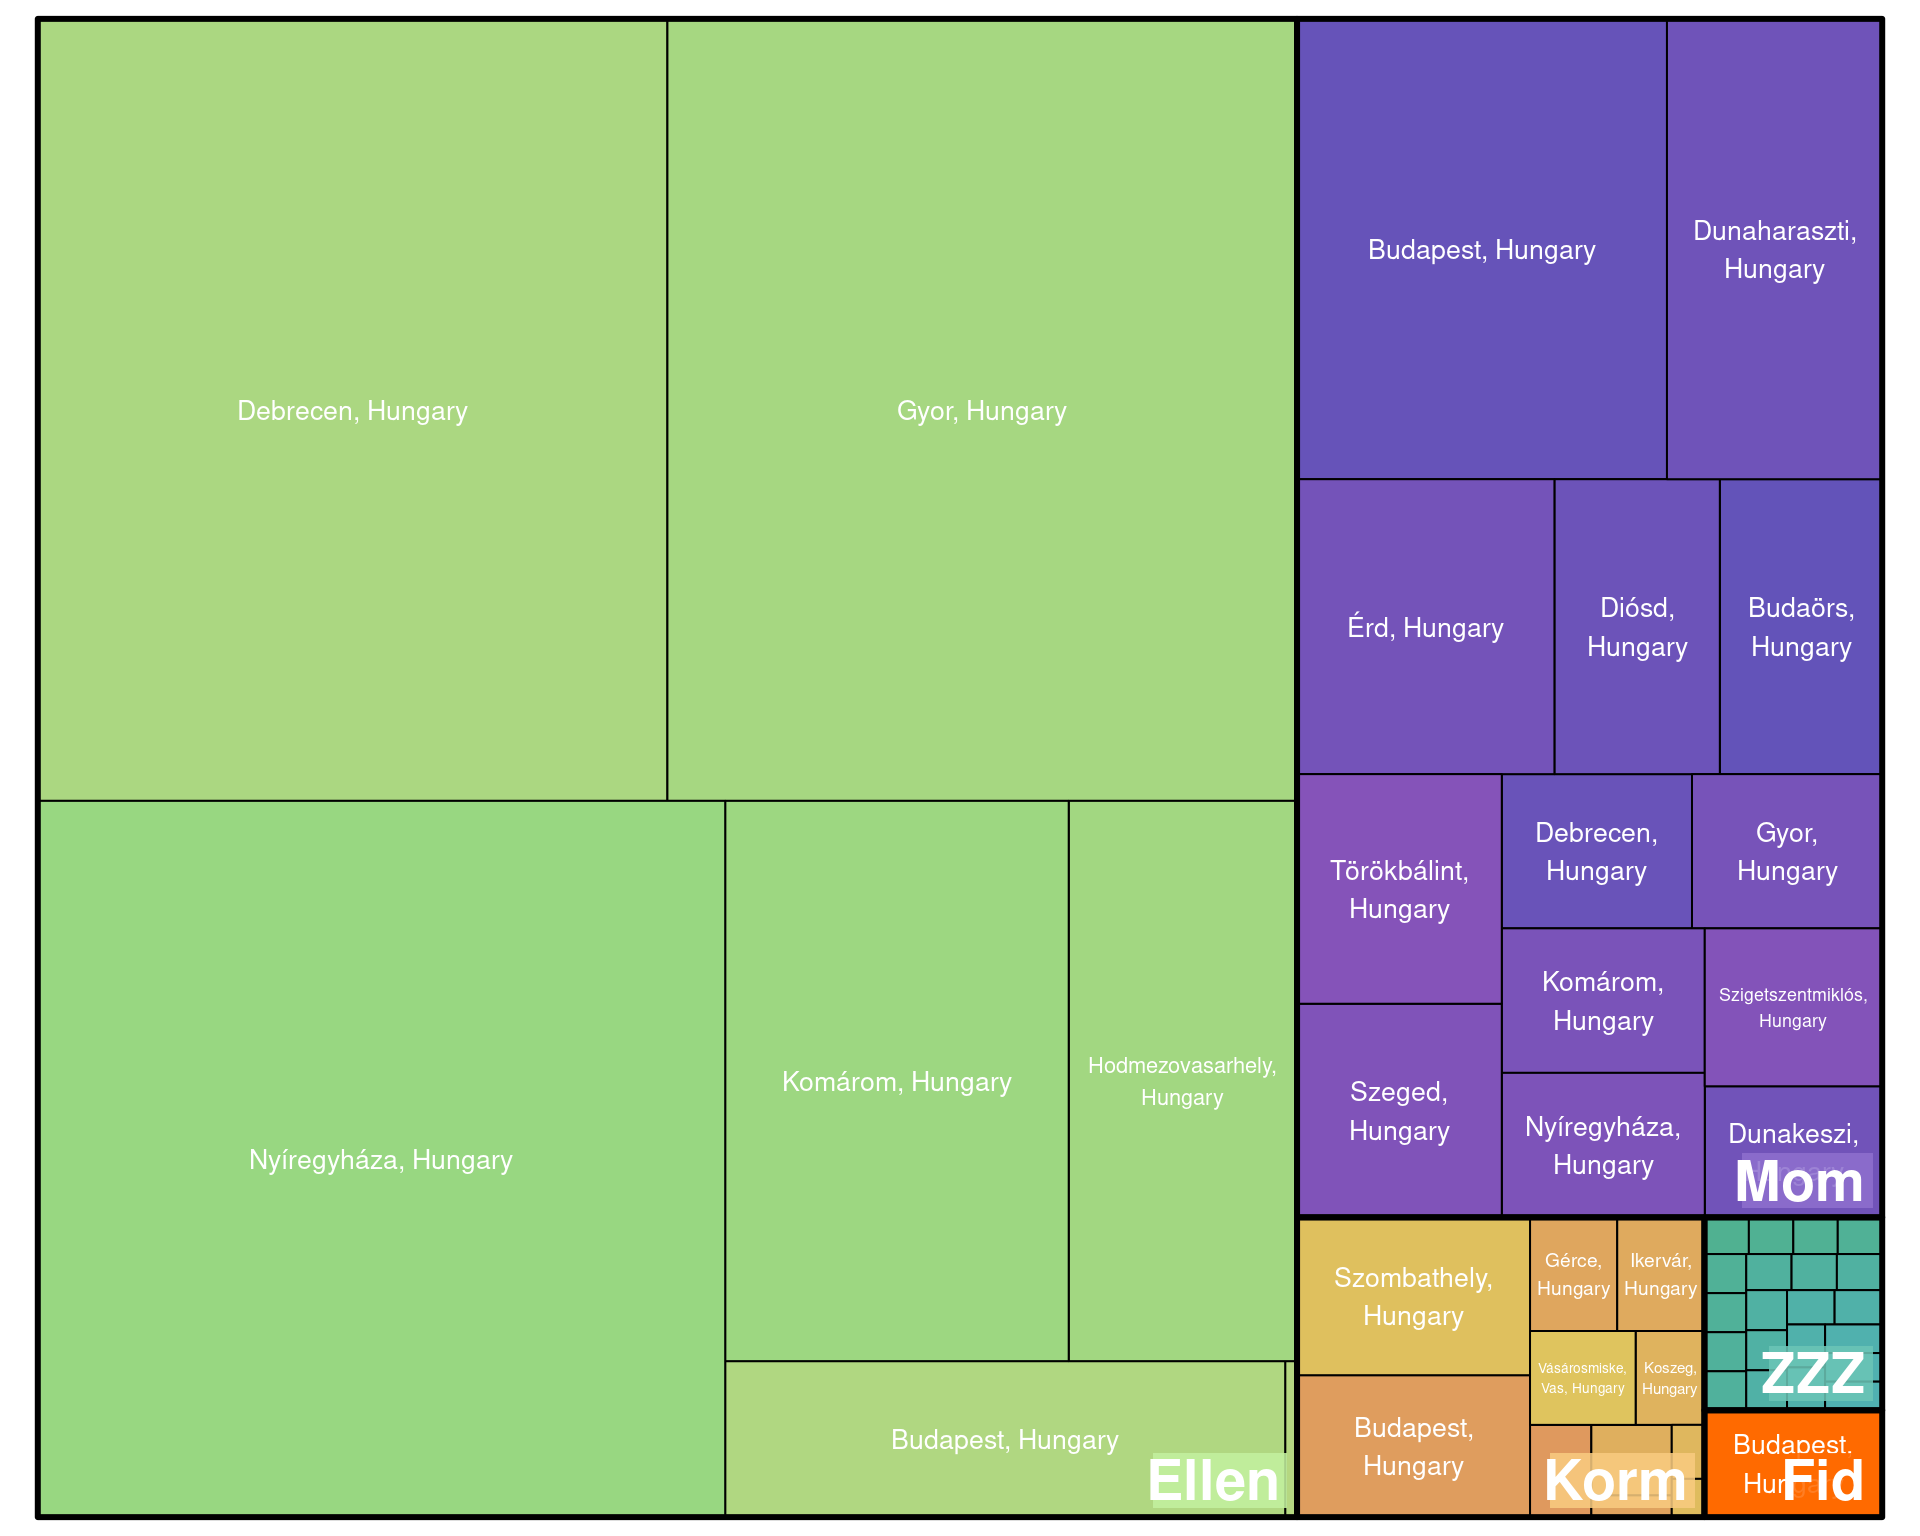 Debrecen, Hungary
Gyor, Hungary
Nyíregyháza, Hungary
Komárom, Hungary
Hodmezovasarhely,
Hungary
Budapest, Hungary
Ellen
Budapest, Hungary
Dunaharaszti,
Hungary
Érd, Hungary
Diósd,
Hungary
Budaörs,
Hungary
Törökbálint,
Hungary
Debrecen,
Hungary
Gyor,
Hungary
Szeged,
Hungary
Komárom,
Hungary
Szigetszentmiklós,
Hungary
Nyíregyháza,
Hungary
Dunakeszi,
Hungary
Mom
Szombathely,
Hungary
Budapest,
Hungary
Gérce,
Hungary
Ikervár,
Hungary
Vásárosmiske,
Vas, Hungary
Koszeg,
Hungary
Korm
ZZZ
Budapest,
Hungary
Fid